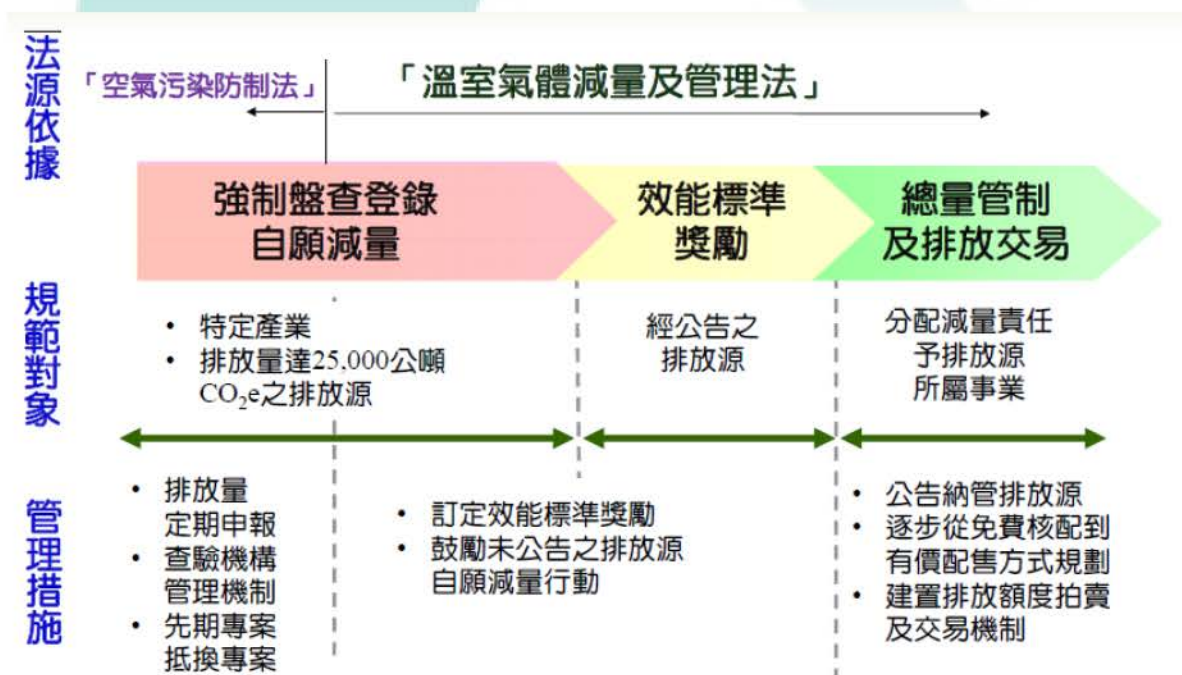 法源依據
「空氣污染防制法」
「溫室氣體減量及管理法」
強制盤查登錄
自願減量
效能標準
獎勵
總量管制
及排放交易
規範對象
• 特定產業
• 排放量達25,000公噸
CO₂e之排放源
經公告之
排放源
分配減量責任
予排放源
所屬事業
管理措施
• 排放量
定期申報
• 查驗機構
管理機制
• 先期專案
抵換專案
• 訂定效能標準獎勵
• 鼓勵未公告之排放源
自願減量行動
• 公告納管排放源
• 逐步從免費核配到
有價配售方式規劃
• 建置排放額度拍賣
及交易機制